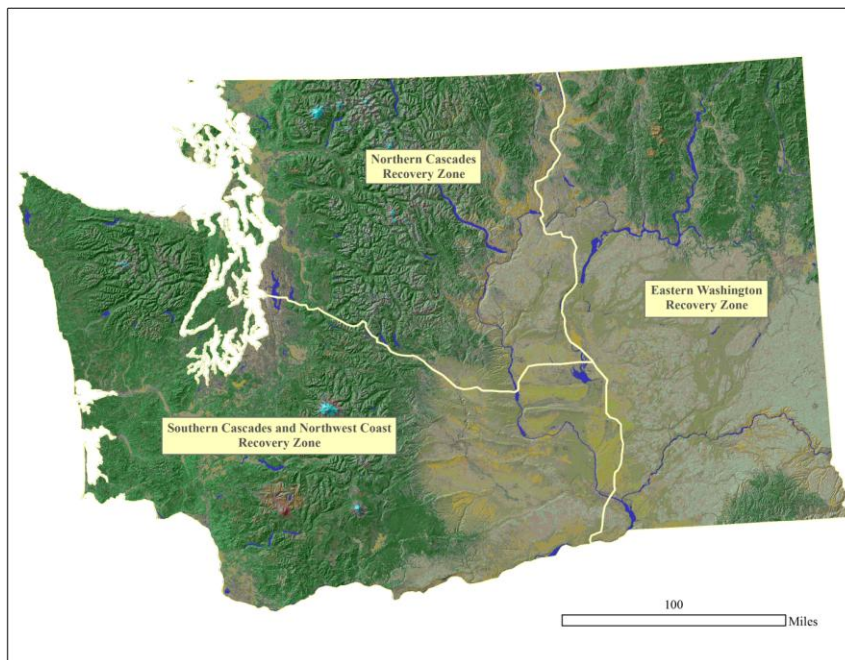 Northern Cascades
Recovery Zone
Eastern Washington
Recovery Zone
Southern Cascades and Northwest Coast
Recovery Zone
100
Miles